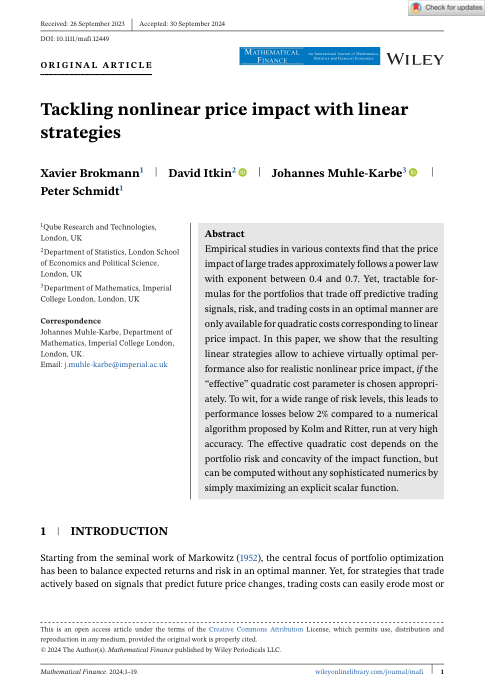 Check for updates
Received: 26 September 2023 | Accepted: 30 September 2024
DOI: 10.1111/mafi.12449
ORIGINAL ARTICLE
MATHEMATICAL FINANCE
An International Journal of Mathematics, Statistics and Financial Economics
WILEY
Tackling nonlinear price impact with linear
strategies
Xavier Brokmann1 | David Itkin2 | Johannes Muhle-Karbe3 |
Peter Schmidt1
1Qube Research and Technologies,
London, UK
2Department of Statistics, London School
of Economics and Political Science,
London, UK
3Department of Mathematics, Imperial
College London, London, UK
Correspondence
Johannes Muhle-Karbe, Department of
Mathematics, Imperial College London,
London, UK.
Email: j.muhle-karbe@imperial.ac.uk
Abstract
Empirical studies in various contexts find that the price
impact of large trades approximately follows a power law
with exponent between 0.4 and 0.7. Yet, tractable for-
mulas for the portfolios that trade off predictive trading
signals, risk, and trading costs in an optimal manner are
only available for quadratic costs corresponding to linear
price impact. In this paper, we show that the resulting
linear strategies allow to achieve virtually optimal per-
formance also for realistic nonlinear price impact, if the
“effective” quadratic cost parameter is chosen appropri-
ately. To wit, for a wide range of risk levels, this leads to
performance losses below 2% compared to a numerical
algorithm proposed by Kolm and Ritter, run at very high
accuracy. The effective quadratic cost depends on the
portfolio risk and concavity of the impact function, but
can be computed without any sophisticated numerics by
simply maximizing an explicit scalar function.
1 | INTRODUCTION
Starting from the seminal work of Markowitz (1952), the central focus of portfolio optimization
has been to balance expected returns and risk in an optimal manner. Yet, for strategies that trade
actively based on signals that predict future price changes, trading costs can easily erode most or
This is an open access article under the terms of the Creative Commons Attribution License, which permits use, distribution and
reproduction in any medium, provided the original work is properly cited.
© 2024 The Author(s). Mathematical Finance published by Wiley Periodicals LLC.
Mathematical Finance. 2024;1–19.
wileyonlinelibrary.com/journal/mafi | 1